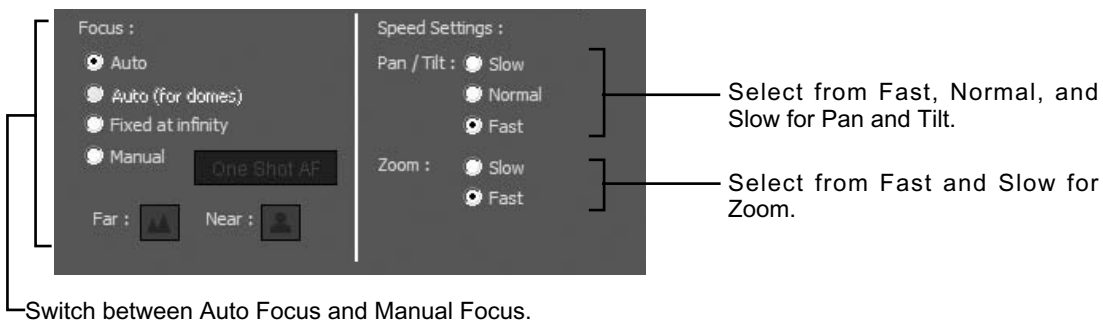 Focus :
Auto
Auto (for domes)
Fixed at infinity
Manual
One Shot AF
Far :
Near :
Speed Settings :
Pan / Tilt :
Slow
Normal
Fast
Zoom :
Slow
Fast
Select from Fast, Normal, and
Slow for Pan and Tilt.
Select from Fast and Slow for
Zoom.
Switch between Auto Focus and Manual Focus.